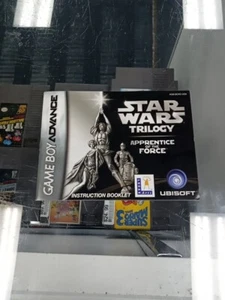 GAME BOY ADVANCE
STAR
WARS
TRILOGY
APPRENTICE
OF THE
FORCE
INSTRUCTION BOOKLET
UBISOFT